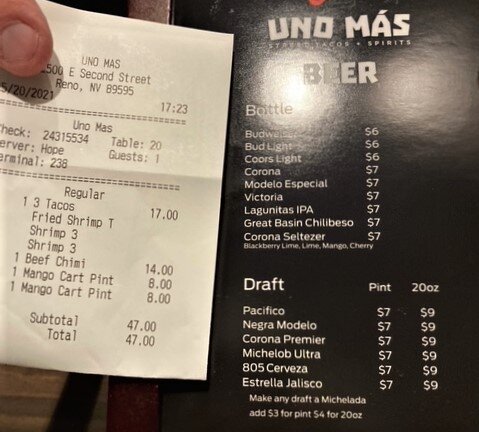 UNO MAS
2500 E Second Street
Reno, NV 89595
5/20/2021 17:23
Uno Mas
Check: 24315534 Table: 20
Server: Hope Guests: 1
Terminal: 238
Regular
1 3 Tacos 17.00
Fried Shrimp T
Shrimp 3
Shrimp 3
1 Beef Chimi 14.00
1 Mango Cart Pint 8.00
1 Mango Cart Pint 8.00
Subtotal 47.00
Total 47.00
UNO MÁS
STREET TACOS + SPIRITS
BEER
Bottle
Budweiser $6
Bud Light $6
Coors Light $6
Corona $7
Modelo Especial $7
Victoria $7
Lagunitas IPA $7
Great Basin Chilibeso $7
Corona Seltezer $7
Blackberry Lime, Lime, Mango, Cherry
Draft Pint 20oz
Pacifico $7 $9
Negra Modelo $7 $9
Corona Premier $7 $9
Michelob Ultra $7 $9
805 Cerveza $7 $9
Estrella Jalisco $7 $9
Make any draft a Michelada
add $3 for pint $4 for 20oz